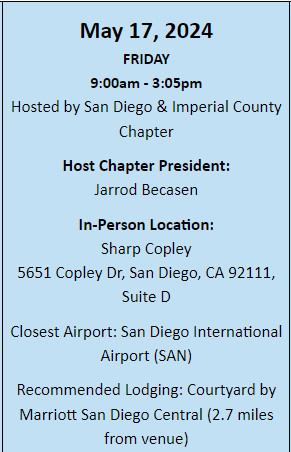 May 17, 2024
FRIDAY
9:00am - 3:05pm
Hosted by San Diego & Imperial County
Chapter
Host Chapter President:
Jarrod Becasen
In-Person Location:
Sharp Copley
5651 Copley Dr, San Diego, CA 92111,
Suite D
Closest Airport: San Diego International
Airport (SAN)
Recommended Lodging: Courtyard by
Marriott San Diego Central (2.7 miles
from venue)